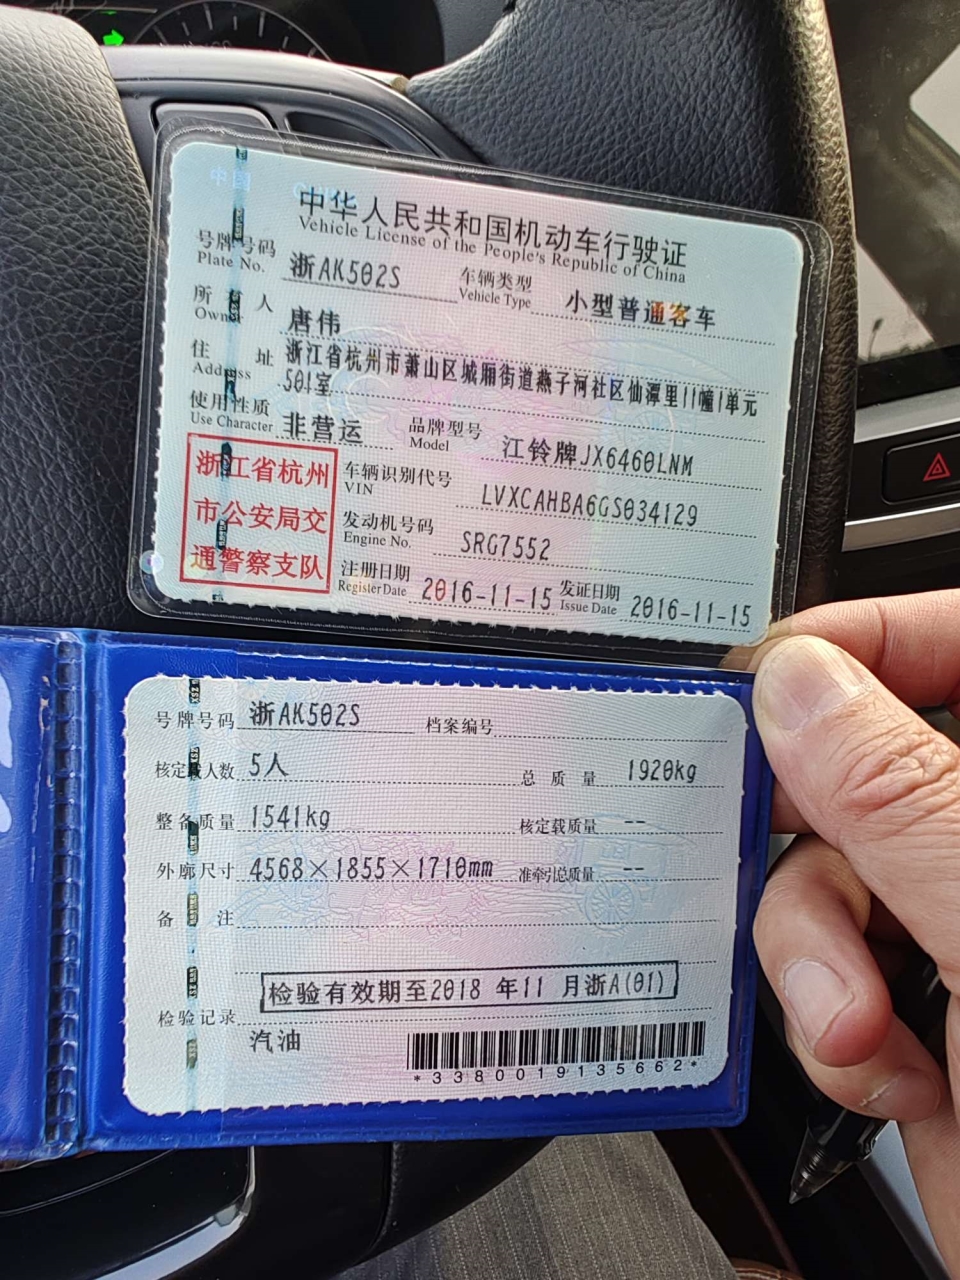 中国
中华人民共和国机动车行驶证
Vehicle License of the People's Republic of China
号牌号码 浙AK502S 车辆类型 小型普通客车
Plate No. Vehicle Type
所有人 唐伟
Owner
住址 浙江省杭州市萧山区城厢街道燕子河社区仙潭里11幢1单元
Address 501室
使用性质 非营运 品牌型号 江铃牌JX6460LNM
Use Character Model
浙江省杭州
市公安局交
通警察支队
车辆识别代号 LVXCAHBA6GS034129
VIN
发动机号码 SRG7552
Engine No.
注册日期 2016-11-15 发证日期 2016-11-15
Register Date Issue Date
号牌号码 浙AK502S 档案编号
核定载人数 5人 总质量 1920kg
整备质量 1541kg 核定载质量 --
外廓尺寸 4568×1855×1710mm 准牵引总质量 --
备注
检验有效期至2018 年11 月浙A(01)
检验记录
汽油
*3380019135662*